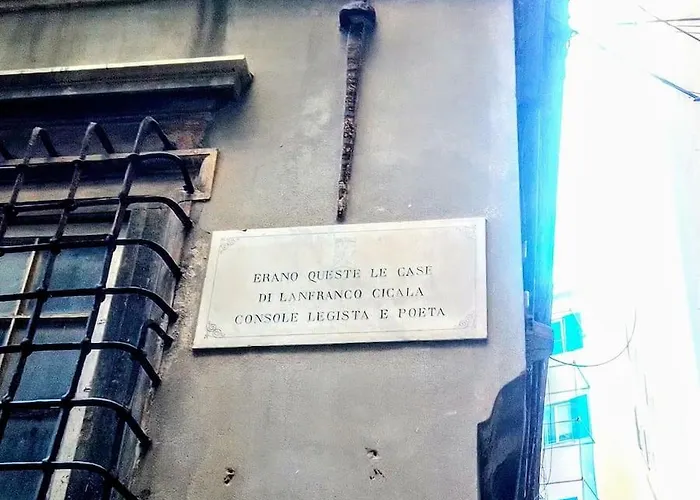 ERANO QUESTE LE CASE
DI LANFRANCO CICALA
CONSOLE LEGISTA E POETA